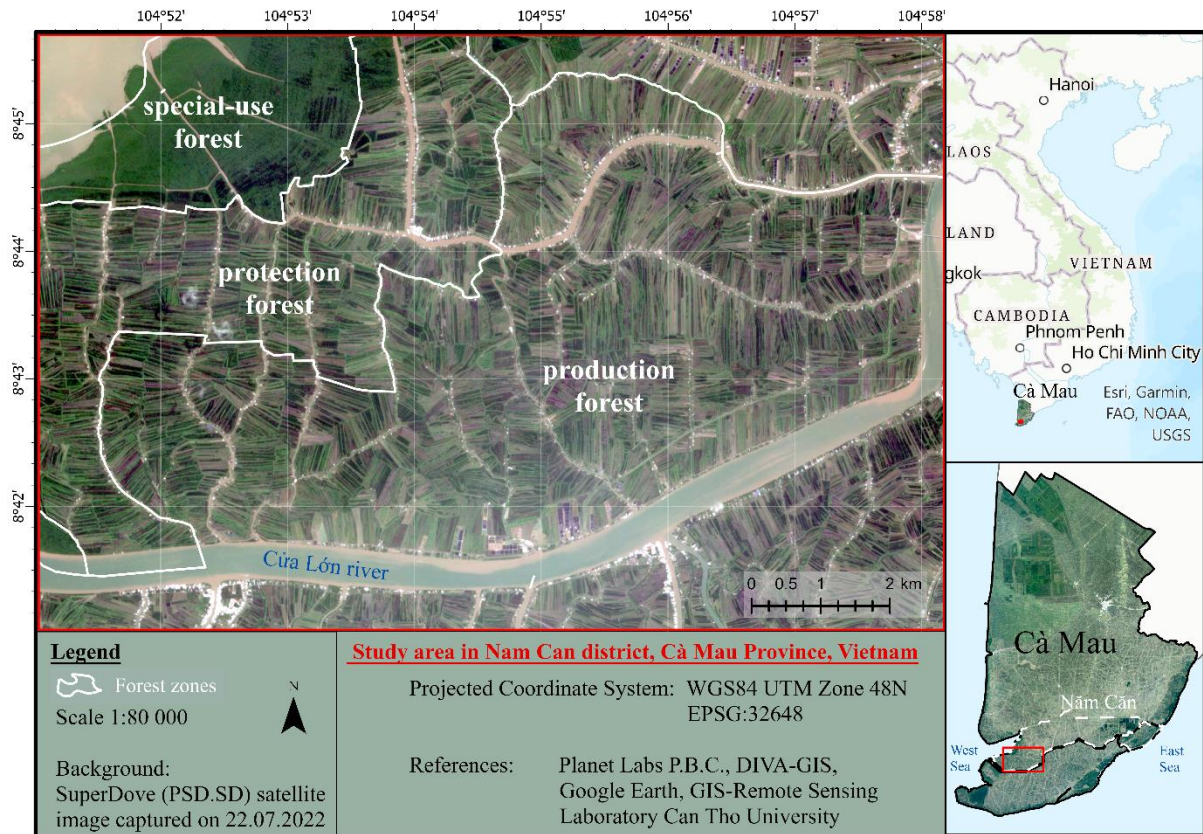 104°52' 104°53' 104°54' 104°55' 104°56' 104°57' 104°58'
8°45'
8°44'
8°43'
8°42'
special-use
forest
protection
forest
production
forest
Cửa Lớn river
0 0.5 1 2 km
Hanoi
LAOS
LAND
gkok
VIETNAM
CAMBODIA
Phnom Penh
Ho Chi Minh City
Cà Mau
Esri, Garmin,
FAO, NOAA,
USGS
Cà Mau
Năm Căn
West
Sea
East
Sea
Legend
Forest zones
Scale 1:80 000
N
Background:
SuperDove (PSD.SD) satellite
image captured on 22.07.2022
Study area in Nam Can district, Cà Mau Province, Vietnam
Projected Coordinate System: WGS84 UTM Zone 48N
EPSG:32648
References: Planet Labs P.B.C., DIVA-GIS,
Google Earth, GIS-Remote Sensing
Laboratory Can Tho University